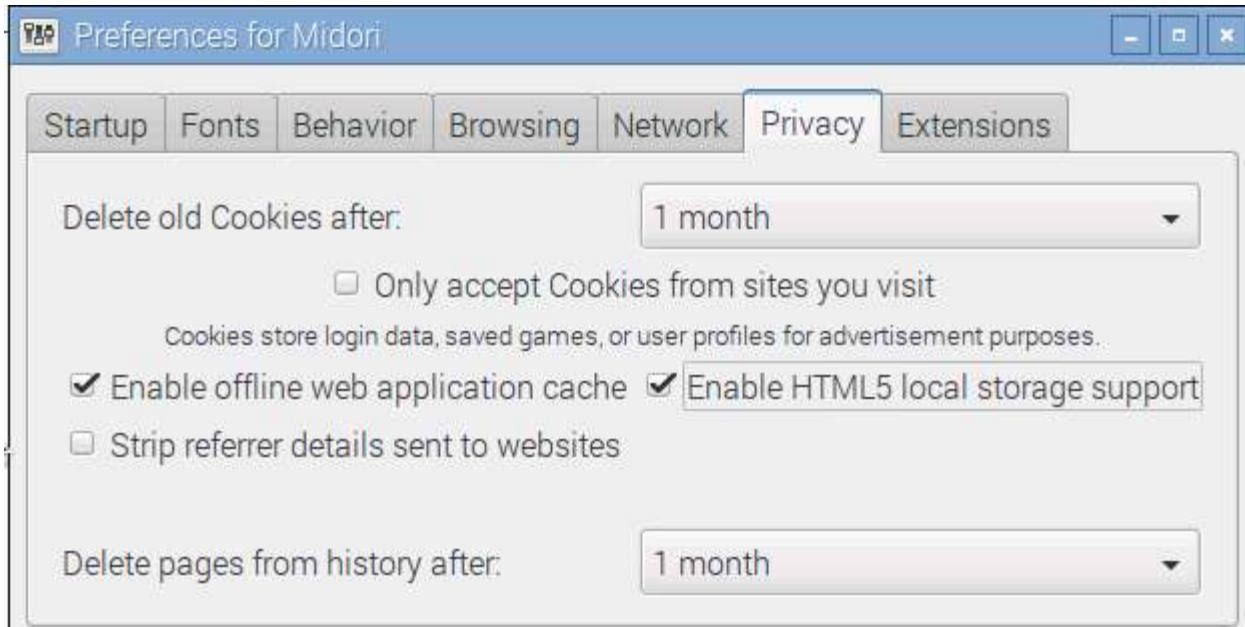 Preferences for Midori
Startup Fonts Behavior Browsing Network Privacy Extensions
Delete old Cookies after: 1 month
Only accept Cookies from sites you visit
Cookies store login data, saved games, or user profiles for advertisement purposes.
Enable offline web application cache Enable HTML5 local storage support
Strip referrer details sent to websites
Delete pages from history after: 1 month